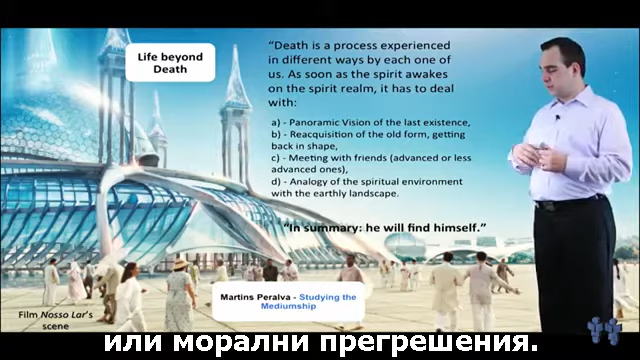 Life beyond
Death
“Death is a process experienced
in different ways by each one of
us. As soon as the spirit awakes
on the spirit realm, it has to deal
with:
a) - Panoramic Vision of the last existence,
b) - Reacquisition of the old form, getting
back in shape,
c) - Meeting with friends (advanced or less
advanced ones),
d) - Analogy of the spiritual environment
with the earthly landscape.
“In summary: he will find himself.”
Martins Peralva - Studying the
Mediumship
Film Nosso Lar’s
scene
или морални прегрешения.